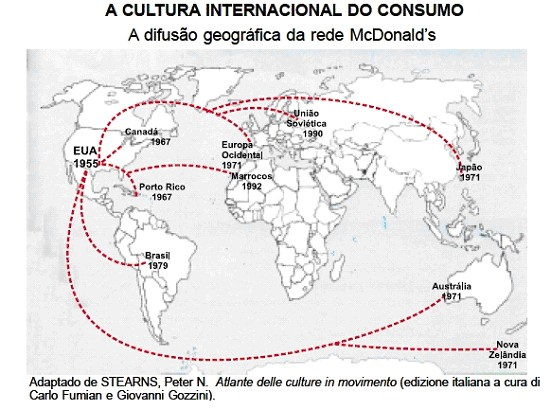 A CULTURA INTERNACIONAL DO CONSUMO
A difusão geográfica da rede McDonald's
Canadá
1967
EUA
1955
Porto Rico
1967
Europa
Ocidental
1971
Marrocos
1992
União
Soviética
1990
Japão
1971
Brasil
1979
Austrália
1971
Nova
Zelândia
1971
Adaptado de STEARNS, Peter N. Atlante delle culture in movimento (edizione italiana a cura di
Carlo Fumian e Giovanni Gozzini).